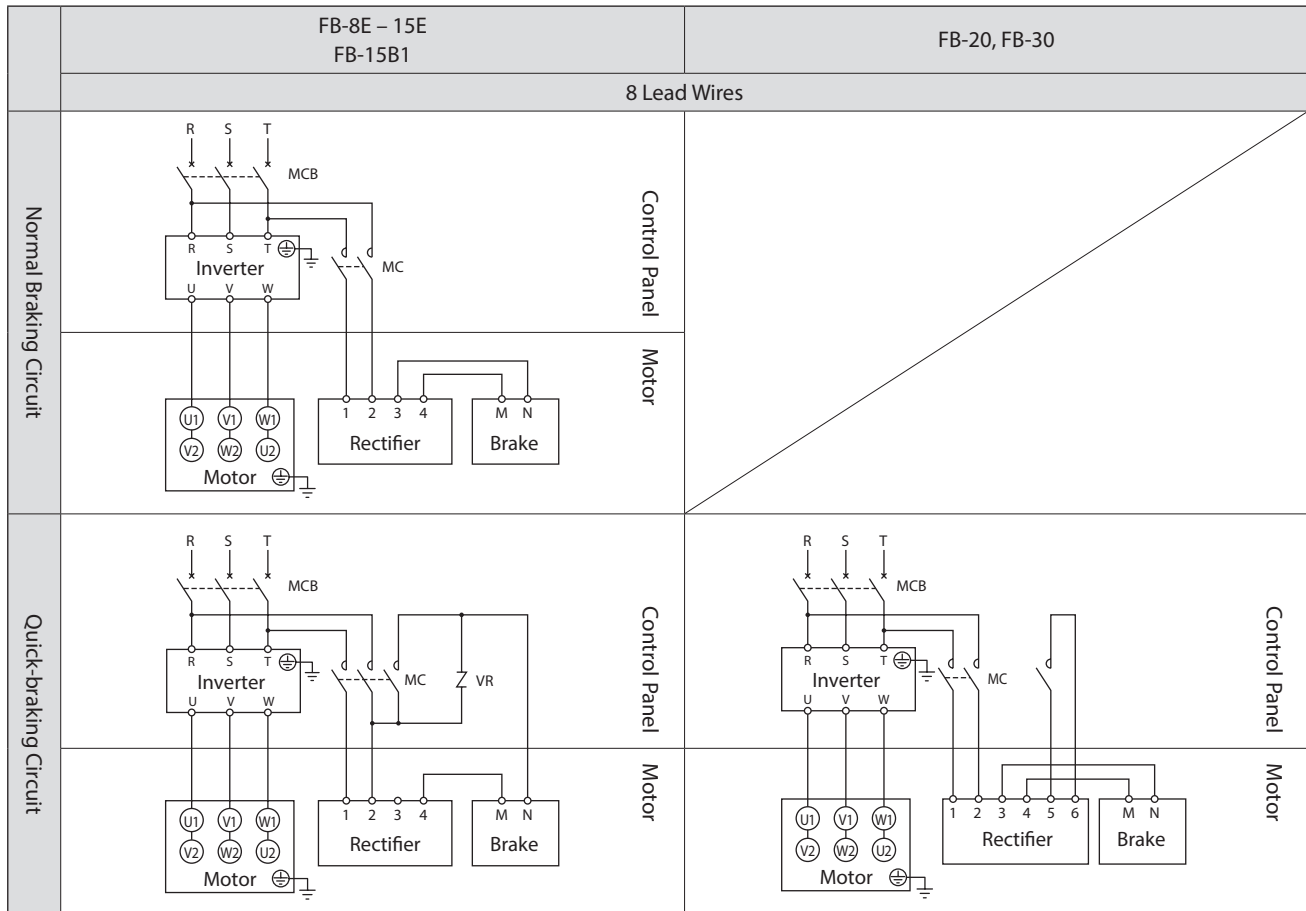 FB-8E – 15E
FB-15B1
FB-20, FB-30
8 Lead Wires
Normal Braking Circuit
R S T
MCB
R S T
Inverter
U V W
MC
Control Panel
Motor
U1 V1 W1
V2 W2 U2
Motor
1 2 3 4
Rectifier
M N
Brake
Quick-braking Circuit
R S T
MCB
R S T
Inverter
U V W
MC
VR
Control Panel
Motor
U1 V1 W1
V2 W2 U2
Motor
1 2 3 4
Rectifier
M N
Brake
R S T
MCB
R S T
Inverter
U V W
MC
Control Panel
Motor
U1 V1 W1
V2 W2 U2
Motor
1 2 3 4 5 6
Rectifier
M N
Brake